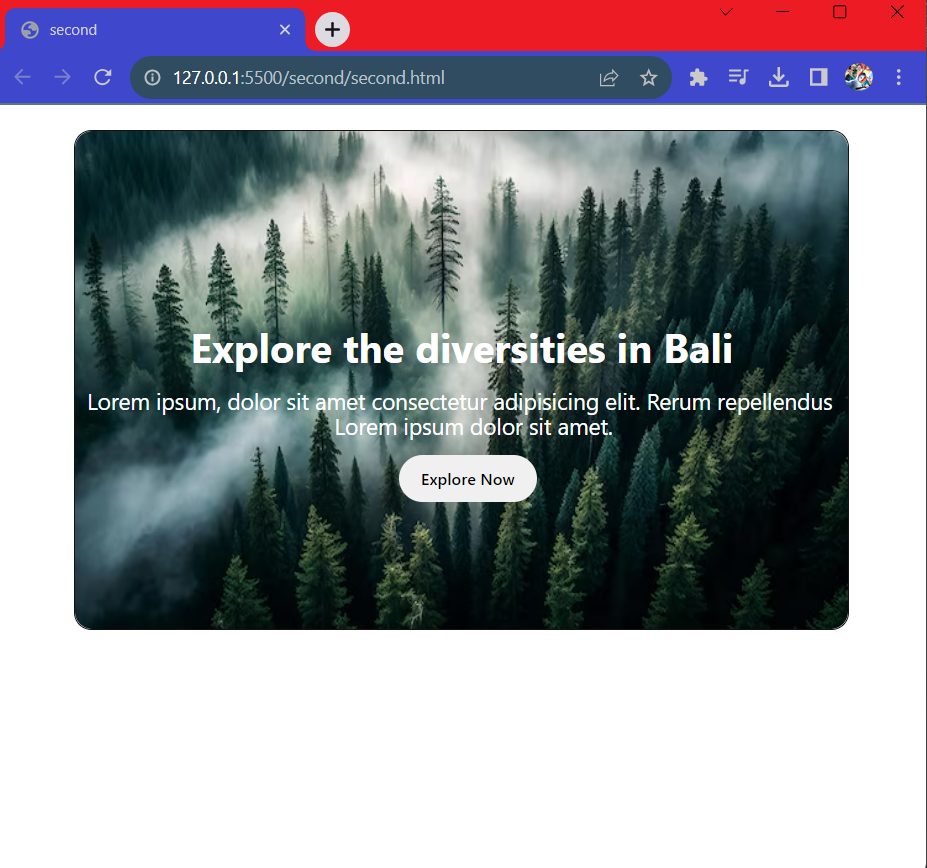 second
127.0.0.1:5500/second/second.html
Explore the diversities in Bali
Lorem ipsum, dolor sit amet consectetur adipisicing elit. Rerum repellendus
Lorem ipsum dolor sit amet.
Explore Now